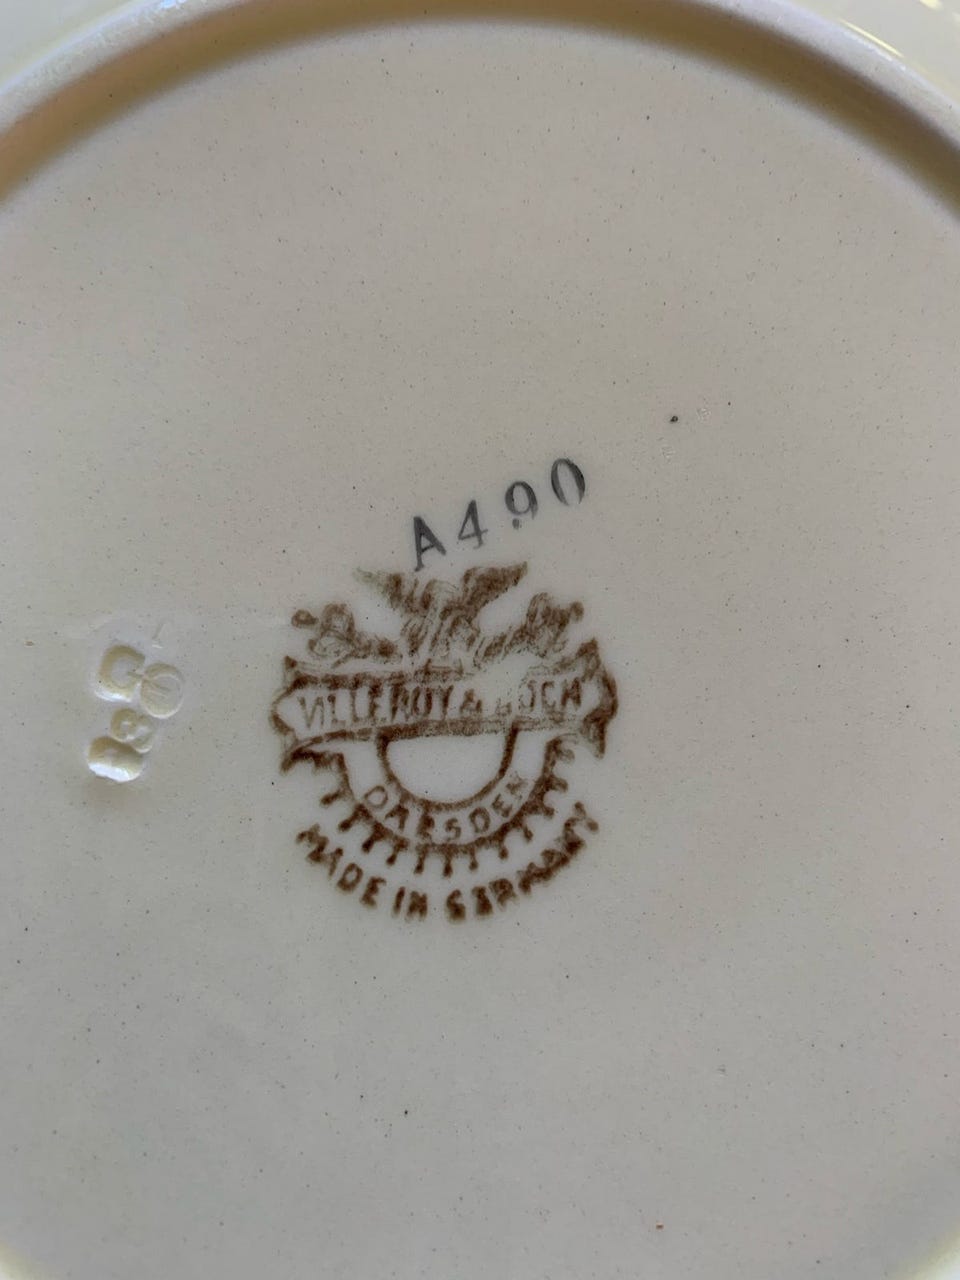 A490
VILLEROY & BOCH
DRESDEN
MADE IN GERMANY